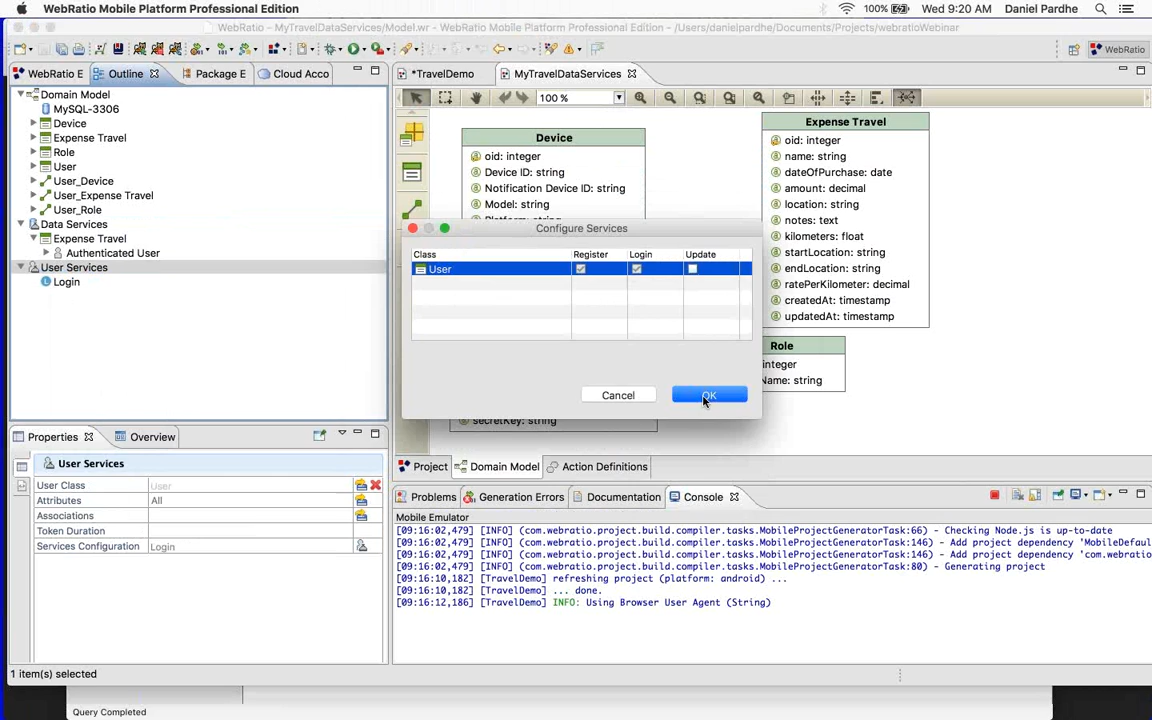 WebRatio Mobile Platform Professional Edition 100% Wed 9:20 AM Daniel Pardhe
WebRatio - MyTravelDataServices/Model.wr - WebRatio Mobile Platform Professional Edition - /Users/danielpardhe/Documents/Projects/webratioWebinar
WebRatio
WebRatio E Outline Package E Cloud Acco
*TravelDemo MyTravelDataServices
100 %
Domain Model
MySQL-3306
Device
Expense Travel
Role
User
User_Device
User_Expense Travel
User_Role
Data Services
Expense Travel
Authenticated User
User Services
Login
Device
oid: integer
Device ID: string
Notification Device ID: string
Model: string
Platform: string
Expense Travel
oid: integer
name: string
dateOfPurchase: date
amount: decimal
location: string
notes: text
kilometers: float
startLocation: string
endLocation: string
ratePerKilometer: decimal
createdAt: timestamp
updatedAt: timestamp
Role
integer
Name: string
Configure Services
Class Register Login Update
User
Cancel OK
secretKey: string
Project Domain Model Action Definitions
Properties Overview
User Services
User Class User
Attributes All
Associations
Token Duration
Services Configuration Login
Problems Generation Errors Documentation Console
Mobile Emulator
[09:16:02,479] [INFO] (com.webratio.project.build.compiler.tasks.MobileProjectGeneratorTask:66) - Checking Node.js is up-to-date
[09:16:02,479] [INFO] (com.webratio.project.build.compiler.tasks.MobileProjectGeneratorTask:146) - Add project dependency 'MobileDefaul
[09:16:02,479] [INFO] (com.webratio.project.build.compiler.tasks.MobileProjectGeneratorTask:146) - Add project dependency 'com.webratio
[09:16:02,479] [INFO] (com.webratio.project.build.compiler.tasks.MobileProjectGeneratorTask:80) - Generating project
[09:16:10,182] [TravelDemo] refreshing project (platform: android) ...
[09:16:10,182] [TravelDemo] ... done.
[09:16:12,186] [TravelDemo] INFO: Using Browser User Agent (String)
1 item(s) selected
Query Completed